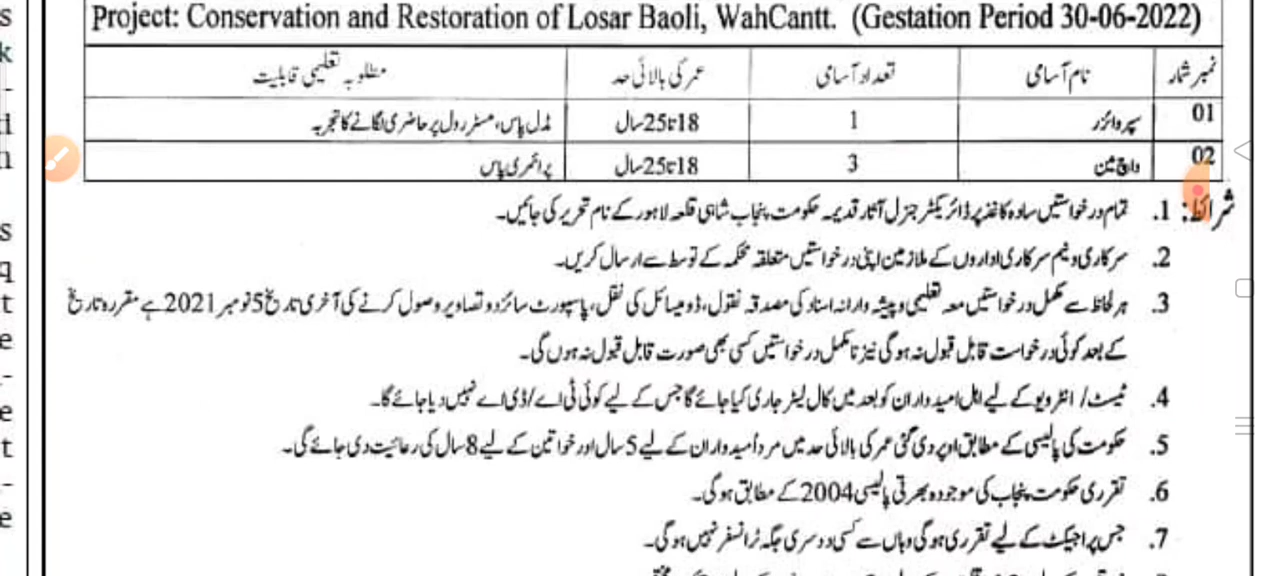 Project: Conservation and Restoration of Losar Baoli, WahCantt. (Gestation Period 30-06-2022)
نمبر شمار نام آسامی تعداد آسامی عمر کی بالائی حد مطلوبہ تعلیمی قابلیت
01 سپروائزر 1 18تا25سال مڈل پاس، مسٹر رول پر حاضری لگانے کا تجربہ
02 واچ مین 3 18تا25سال پرائمری پاس
شرائط: 1. تمام درخواستیں سادہ کاغذ پر ڈائریکٹر جنرل آثار قدیمہ حکومت پنجاب شاہی قلعہ لاہور کے نام تحریر کی جائیں۔
2. سرکاری و نیم سرکاری اداروں کے ملازمین اپنی درخواستیں متعلقہ محکمہ کے توسط سے ارسال کریں۔
3. ہر لحاظ سے مکمل درخواستیں معہ تعلیمی و پیشہ وارانہ اسناد کی مصدقہ نقول، ڈومیسائل کی نقل، پاسپورٹ سائز دو تصاویر وصول کرنے کی آخری تاریخ 5 نومبر 2021 ہے مقررہ تاریخ
کے بعد کوئی درخواست قابل قبول نہ ہوگی نیز نامکمل درخواستیں کسی بھی صورت قابل قبول نہ ہوں گی۔
4. ٹیسٹ / انٹرویو کے لیے اہل امیدواران کو بعد میں کال لیٹر جاری کیا جائے گا جس کے لیے کوئی ٹی اے/ڈی اے نہیں دیا جائے گا۔
5. حکومت کی پالیسی کے مطابق اوپر دی گئی عمر کی بالائی حد میں مرد اُمیدواران کے لیے 5 سال اور خواتین کے لیے 8 سال کی رعائیت دی جائے گی۔
6. تقرری حکومت پنجاب کی موجودہ بھرتی پالیسی 2004 کے مطابق ہوگی۔
7. جس پراجیکٹ کے لیے تقرری ہوگی وہاں سے کسی دوسری جگہ ٹرانسفر نہیں ہوگی۔